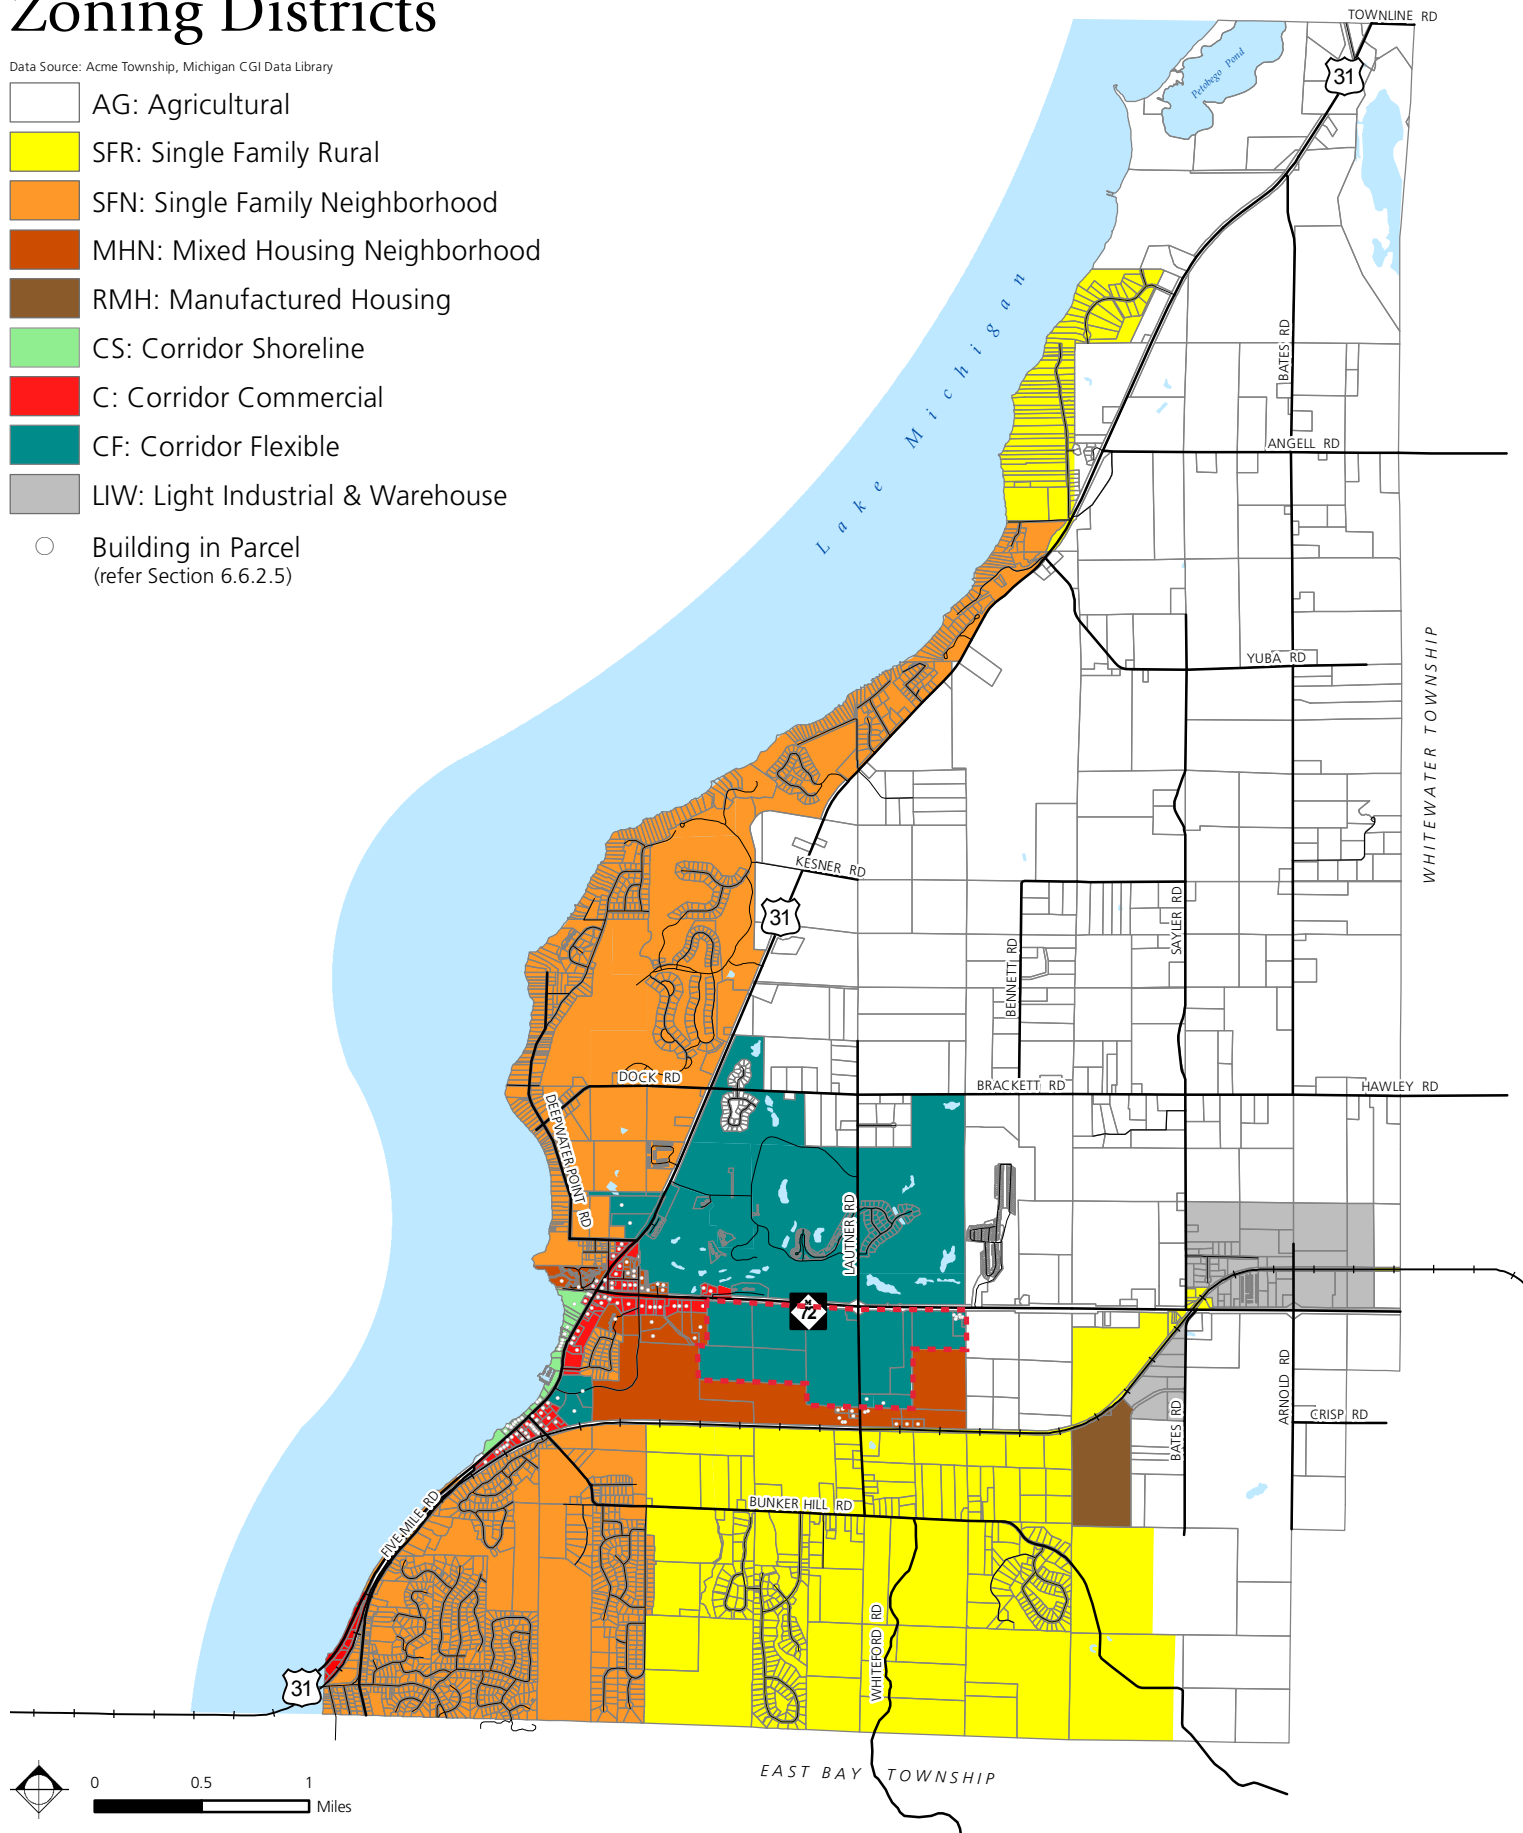 Zoning Districts
Data Source: Acme Township, Michigan CGI Data Library
AG: Agricultural
SFR: Single Family Rural
SFN: Single Family Neighborhood
MHN: Mixed Housing Neighborhood
RMH: Manufactured Housing
CS: Corridor Shoreline
C: Corridor Commercial
CF: Corridor Flexible
LIW: Light Industrial & Warehouse
Building in Parcel
(refer Section 6.6.2.5)
TOWNLINE RD
31
Petobego Pond
Lake Michigan
BATES RD
ANGELL RD
YUBA RD
WHITEWATER TOWNSHIP
KESNER RD
31
SAYLER RD
BENNETT RD
DOCK RD
BRACKETT RD
HAWLEY RD
DEEPWATER POINT RD
LAUTNER RD
M
72
ARNOLD RD
BATES RD
CRISP RD
BUNKER HILL RD
FIVE MILE RD
WHITEFORD RD
31
EAST BAY TOWNSHIP
0 0.5 1
Miles